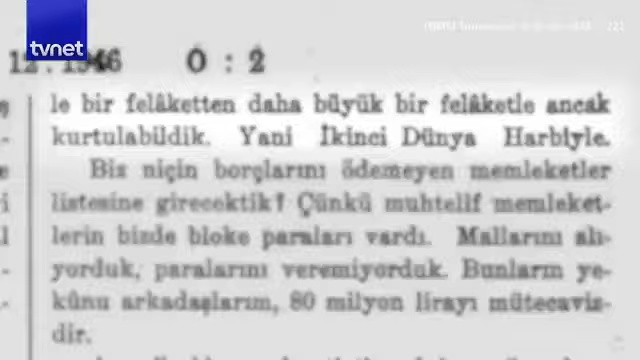 tvnet
12.1946 O : 2
le bir felâketten daha büyük bir felâketle ancak
kurtulabildik. Yani İkinci Dünya Harbiyle.
Biz niçin borçlarını ödemeyen memleketler
listesine girecektik? Çünkü muhtelif memleket-
lerin bizde bloke paraları vardı. Mallarını alı-
yorduk, paralarını veremiyorduk. Bunların ye-
kûnu arkadaşlarım, 80 milyon lirayı mütecaviz-
dir.